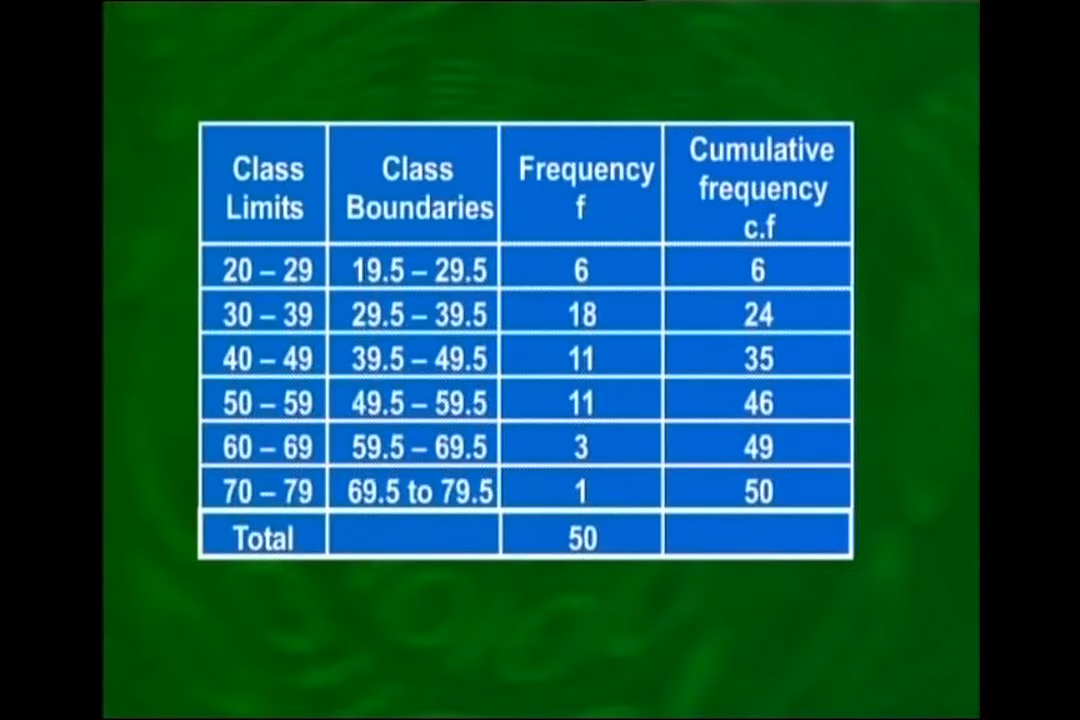 Class Limits Class Boundaries Frequency f Cumulative frequency c.f
20 – 29 19.5 – 29.5 6 6
30 – 39 29.5 – 39.5 18 24
40 – 49 39.5 – 49.5 11 35
50 – 59 49.5 – 59.5 11 46
60 – 69 59.5 – 69.5 3 49
70 – 79 69.5 to 79.5 1 50
Total 50